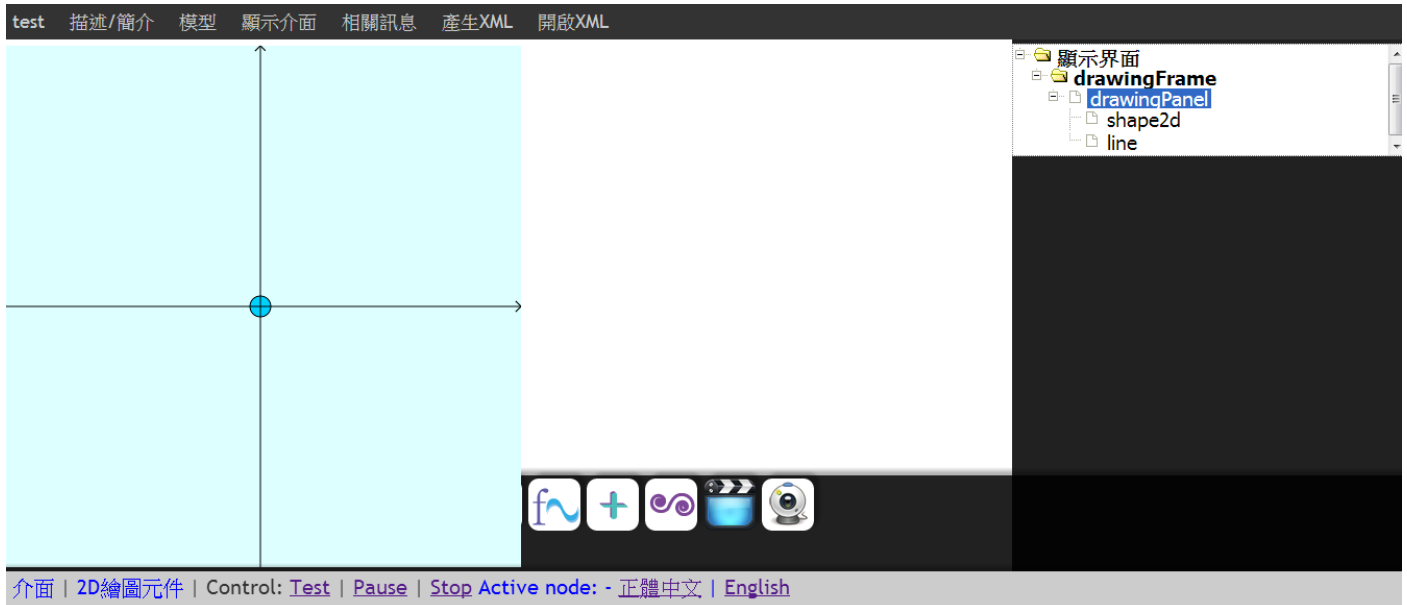 test 描述/簡介 模型 顯示介面 相關訊息 產生XML 開啟XML
顯示界面
drawingFrame
drawingPanel
shape2d
line
介面 | 2D繪圖元件 | Control: Test | Pause | Stop Active node: - 正體中文 | English